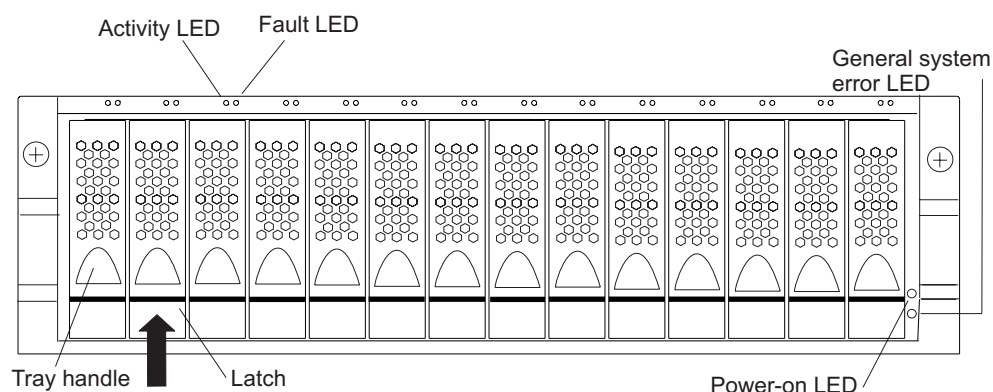 Activity LED
Fault LED
General system
error LED
Tray handle
Latch
Power-on LED